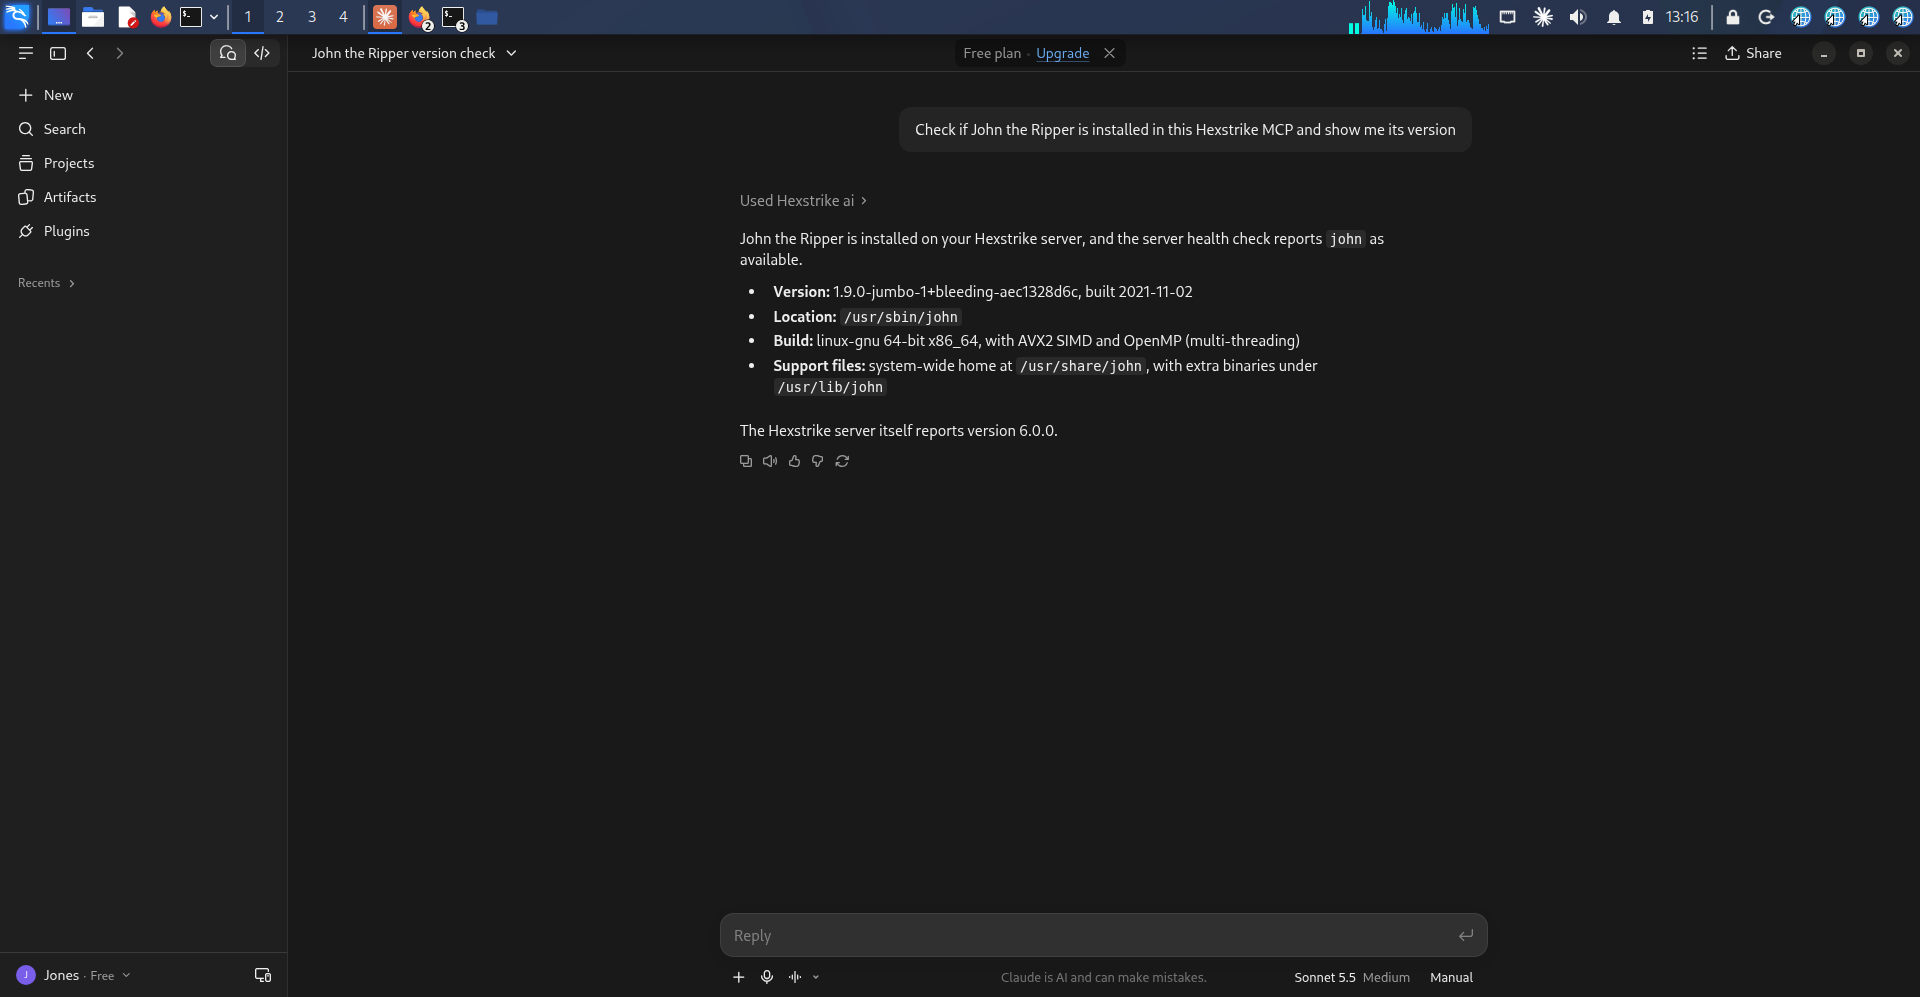 1 2 3 4
2
3
13:16
John the Ripper version check
Free plan · Upgrade
Share
New
Search
Projects
Artifacts
Plugins
Recents
Check if John the Ripper is installed in this Hexstrike MCP and show me its version
Used Hexstrike ai
John the Ripper is installed on your Hexstrike server, and the server health check reports john as
available.
• Version: 1.9.0-jumbo-1+bleeding-aec1328d6c, built 2021-11-02
• Location: /usr/sbin/john
• Build: linux-gnu 64-bit x86_64, with AVX2 SIMD and OpenMP (multi-threading)
• Support files: system-wide home at /usr/share/john, with extra binaries under
/usr/lib/john
The Hexstrike server itself reports version 6.0.0.
Reply
Claude is AI and can make mistakes.
Sonnet 5.5 Medium
Manual
J
Jones · Free